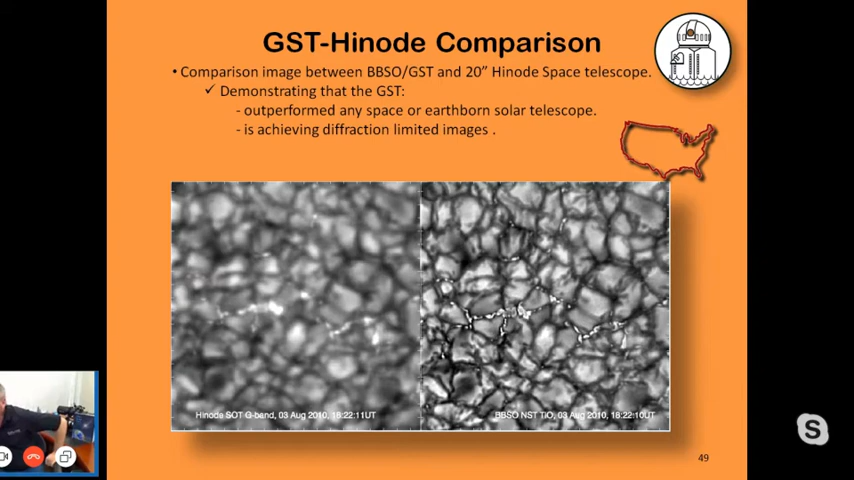 GST-Hinode Comparison
• Comparison image between BBSO/GST and 20” Hinode Space telescope.
✓ Demonstrating that the GST:
- outperformed any space or earthborn solar telescope.
- is achieving diffraction limited images .
Hinode SOT G-band, 03 Aug 2010, 18:22:11UT
BBSO NST TiO, 03 Aug 2010, 18:22:10UT
49
S